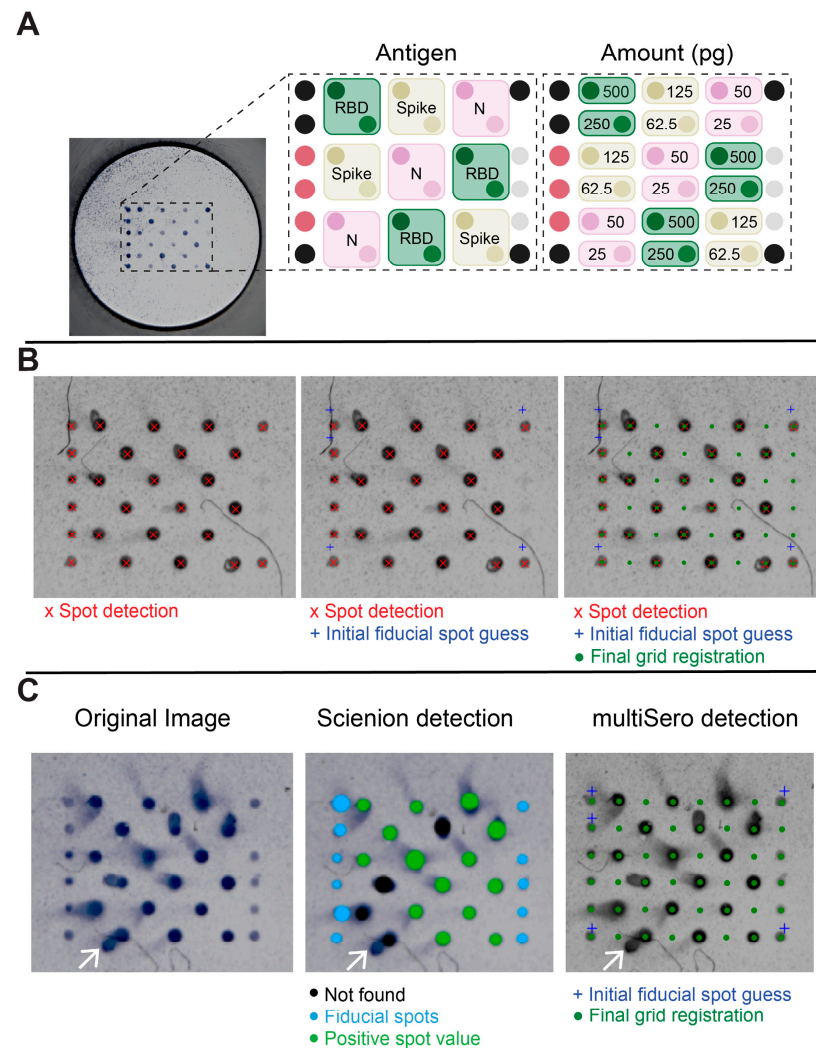 A
Antigen
Amount (pg)
RBD
Spike
N
500
125
50
250
62.5
25
Spike
N
RBD
125
50
500
62.5
25
250
N
RBD
Spike
50
500
125
25
250
62.5
B
x Spot detection
x Spot detection
+ Initial fiducial spot guess
x Spot detection
+ Initial fiducial spot guess
● Final grid registration
C
Original Image
Scienion detection
multiSero detection
● Not found
● Fiducial spots
● Positive spot value
+ Initial fiducial spot guess
● Final grid registration